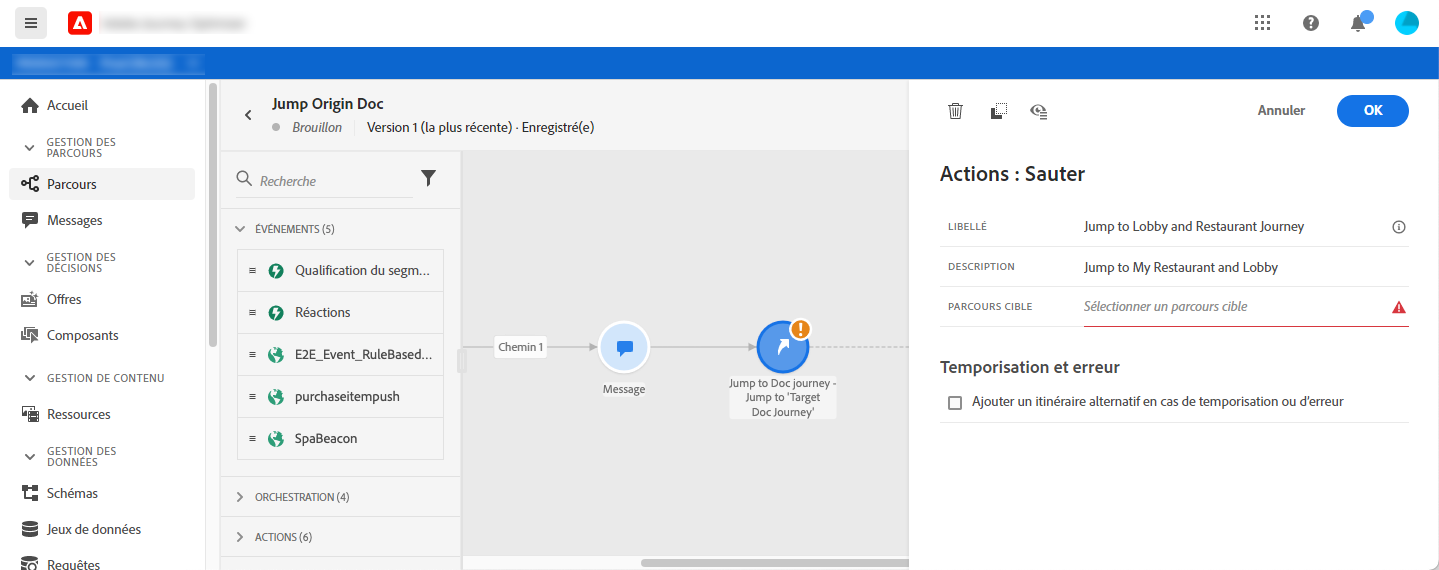 Accueil
GESTION DES
PARCOURS
Parcours
Messages
GESTION DES
DÉCISIONS
Offres
Composants
GESTION DE CONTENU
Ressources
GESTION DES
DONNÉES
Schémas
Jeux de données
Requêtes
Jump Origin Doc
Brouillon
Version 1 (la plus récente) · Enregistré(e)
Recherche
ÉVÉNEMENTS (5)
Qualification du segm...
Réactions
E2E_Event_RuleBased...
purchaseitempush
SpaBeacon
ORCHESTRATION (4)
ACTIONS (6)
Chemin 1
Message
Jump to Doc journey -
Jump to 'Target
Doc Journey'
Annuler
OK
Actions : Sauter
LIBELLÉ
Jump to Lobby and Restaurant Journey
DESCRIPTION
Jump to My Restaurant and Lobby
PARCOURS CIBLE
Sélectionner un parcours cible
Temporisation et erreur
Ajouter un itinéraire alternatif en cas de temporisation ou d'erreur